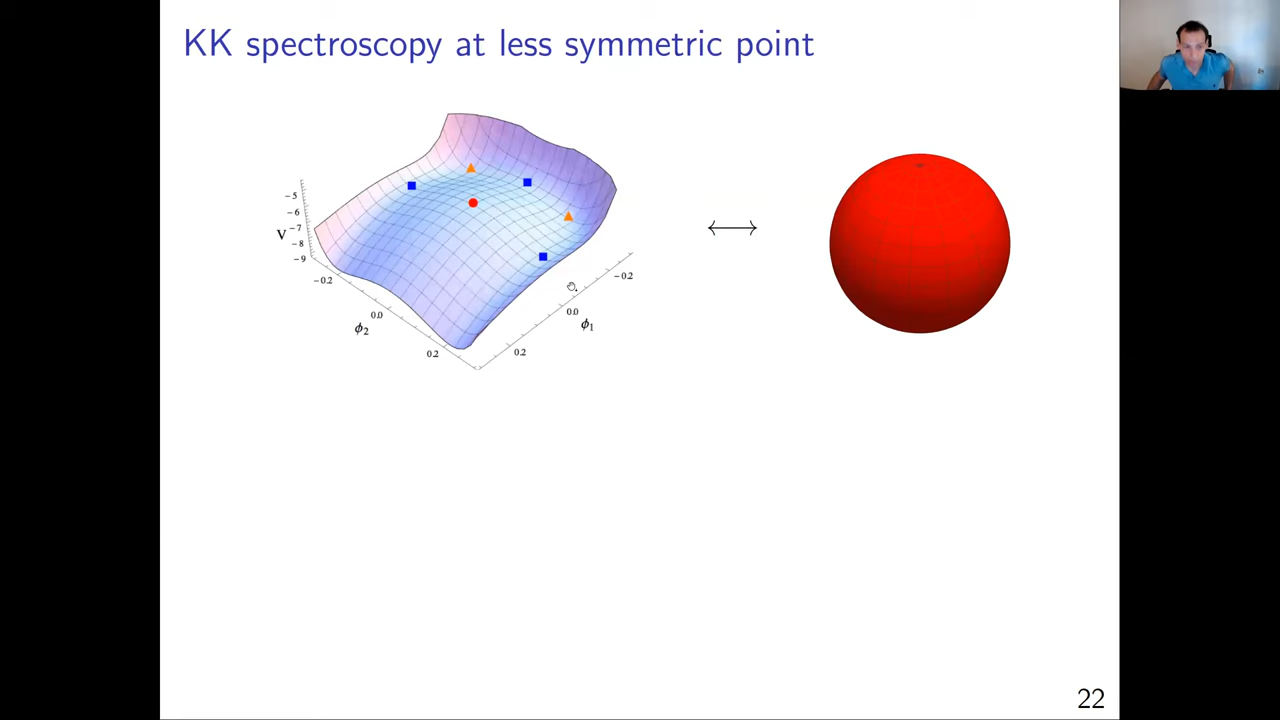 KK spectroscopy at less symmetric point
−5
−6
V −7
−8
−9
−0.2
0.0
ϕ₂
0.2
−0.2
0.0
ϕ₁
0.2
22